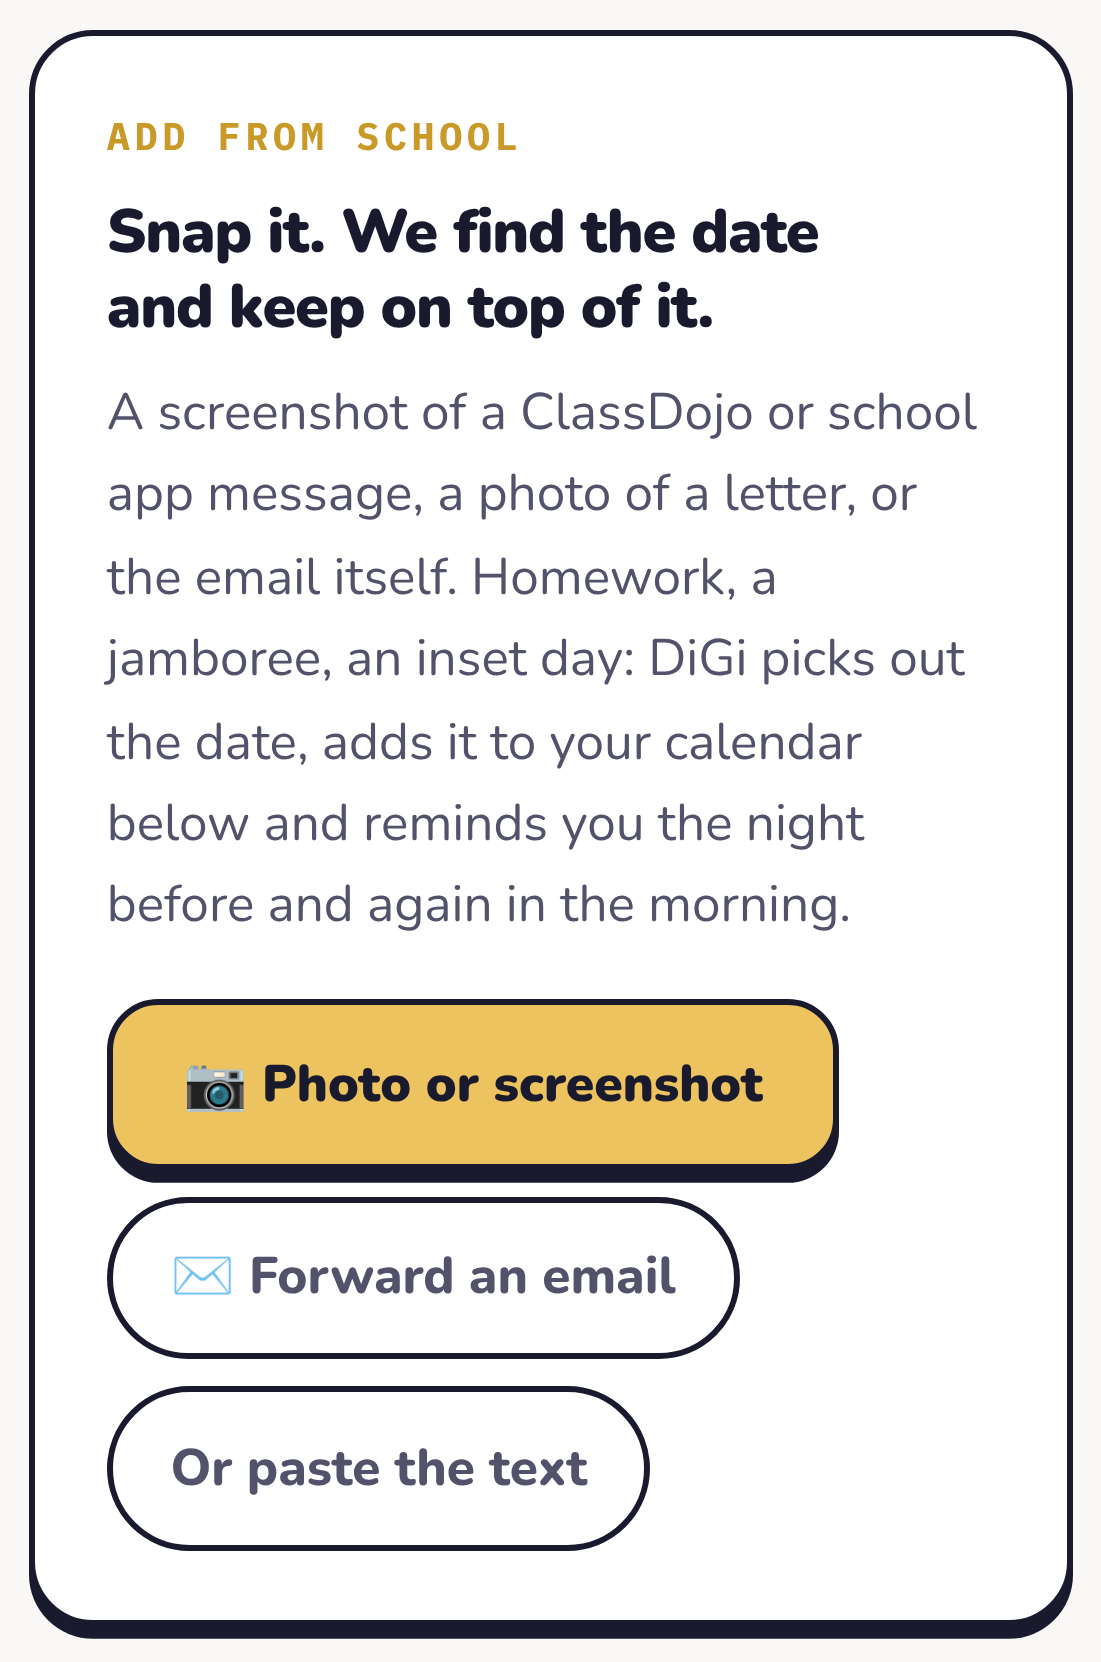 ADD FROM SCHOOL
Snap it. We find the date
and keep on top of it.
A screenshot of a ClassDojo or school
app message, a photo of a letter, or
the email itself. Homework, a
jamboree, an inset day: DiGi picks out
the date, adds it to your calendar
below and reminds you the night
before and again in the morning.
📷 Photo or screenshot
✉️ Forward an email
Or paste the text